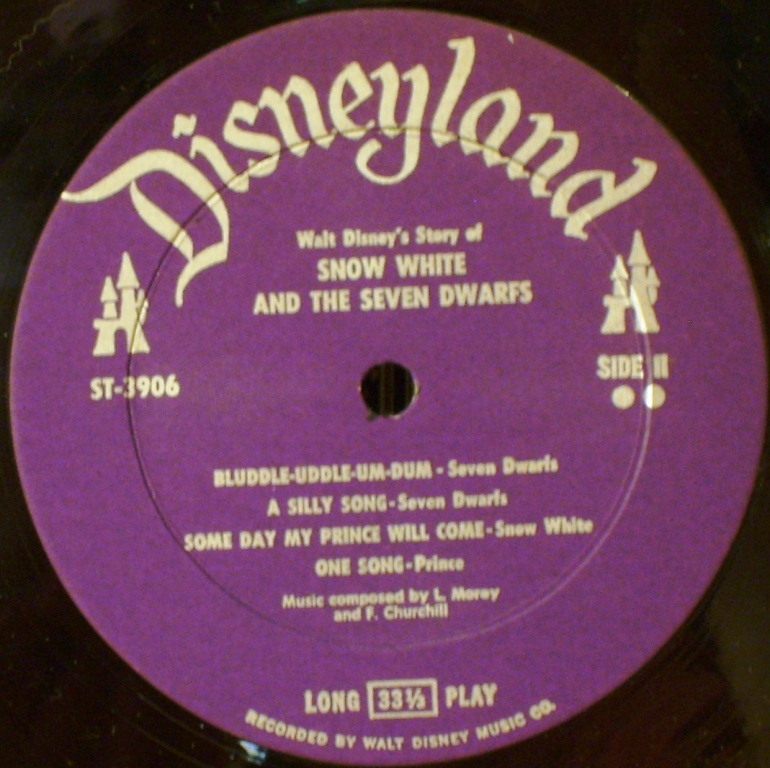 Disneyland
Walt Disney's Story of
SNOW WHITE
AND THE SEVEN DWARFS
ST-3906
SIDE II
BLUDDLE-UDDLE-UM-DUM - Seven Dwarfs
A SILLY SONG - Seven Dwarfs
SOME DAY MY PRINCE WILL COME - Snow White
ONE SONG - Prince
Music composed by L. Morey
and F. Churchill
LONG 33⅓ PLAY
RECORDED BY WALT DISNEY MUSIC CO.